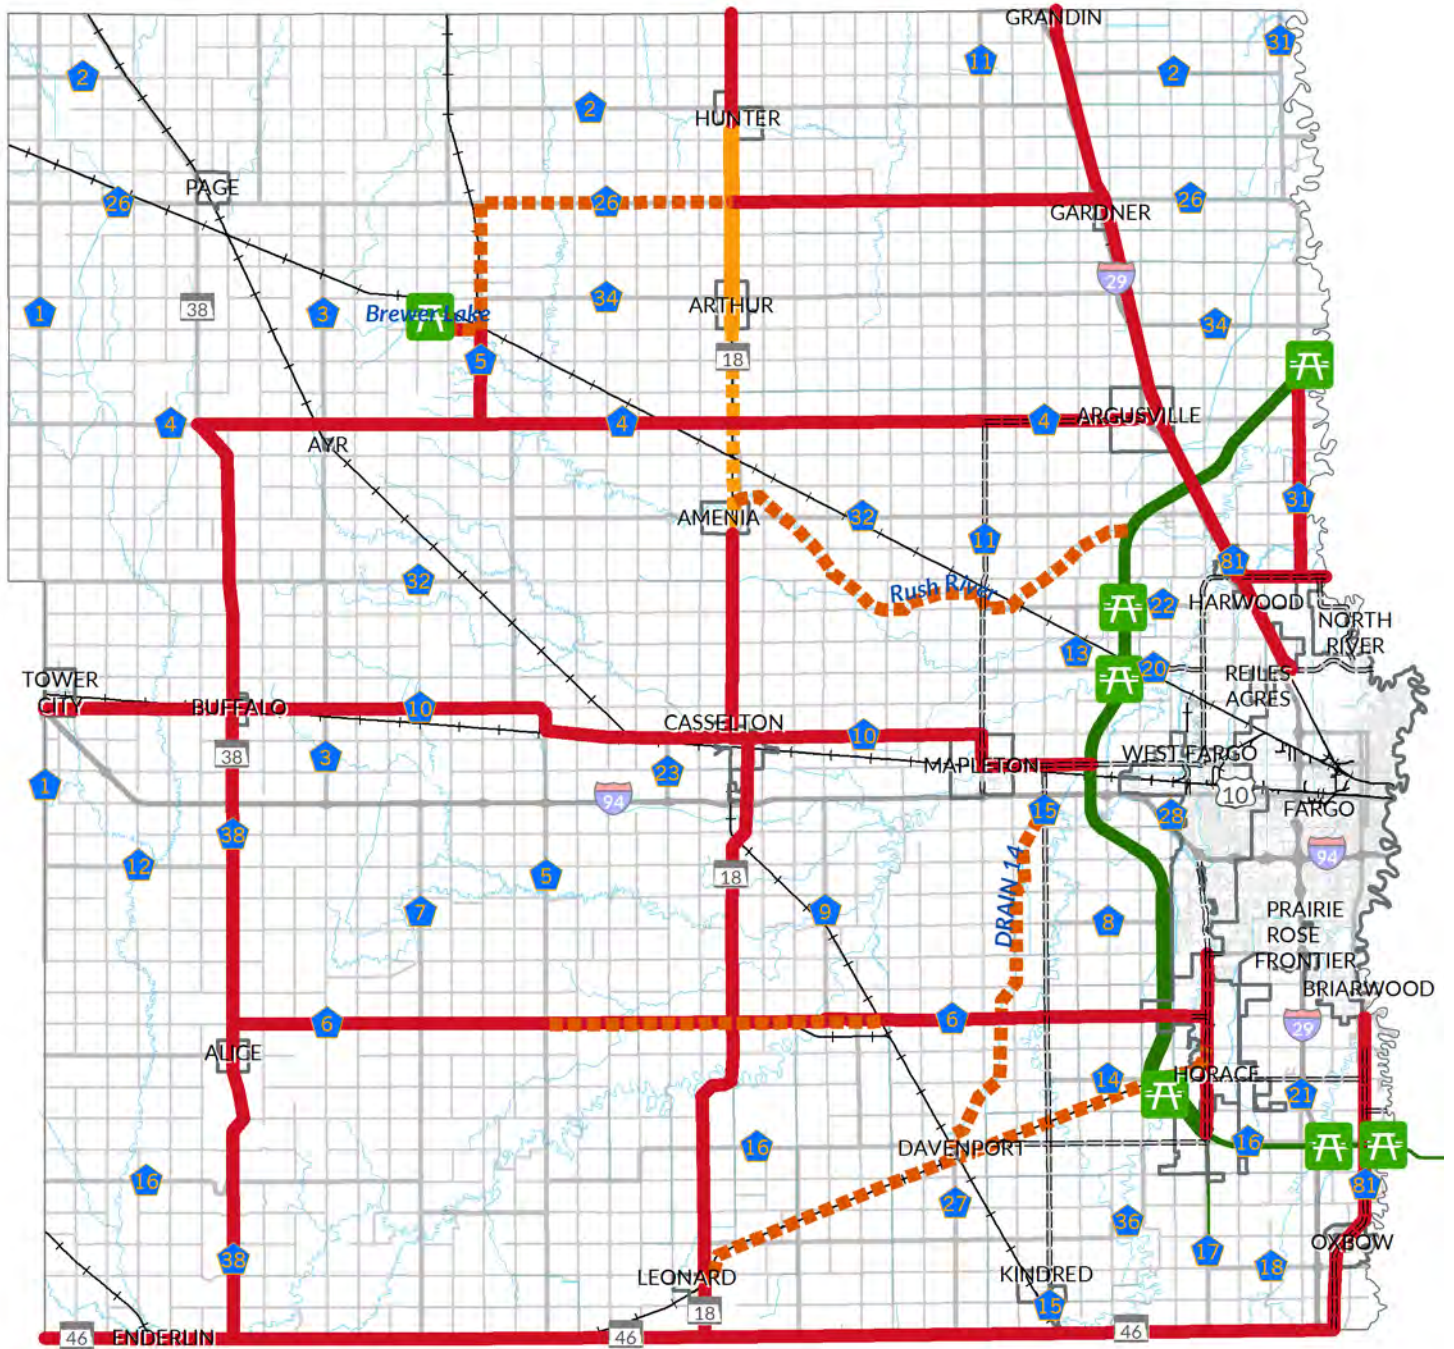 GRANDIN
31
11
2
2
2
HUNTER
PAGE
26
26
26
GARDNER
29
34
ARTHUR
38
1
3
Brewer Lake
34
18
5
4
4
4
ARGUSVILLE
AYR
31
AMENIA
32
11
81
32
Rush River
22
HARWOOD
NORTH
RIVER
13
20
REILES
ACRES
TOWER
CITY
BUFFALO
10
CASSELTON
10
38
3
23
MAPLETON
WEST FARGO
1
94
10
FARGO
15
28
38
12
94
5
18
7
9
DRAIN 14
8
PRAIRIE
ROSE
FRONTIER
BRIARWOOD
6
6
29
ALICE
HORACE
14
21
16
DAVENPORT
16
16
81
27
36
38
17
18
OXBOW
LEONARD
KINDRED
18
15
46
ENDERLIN
46
46